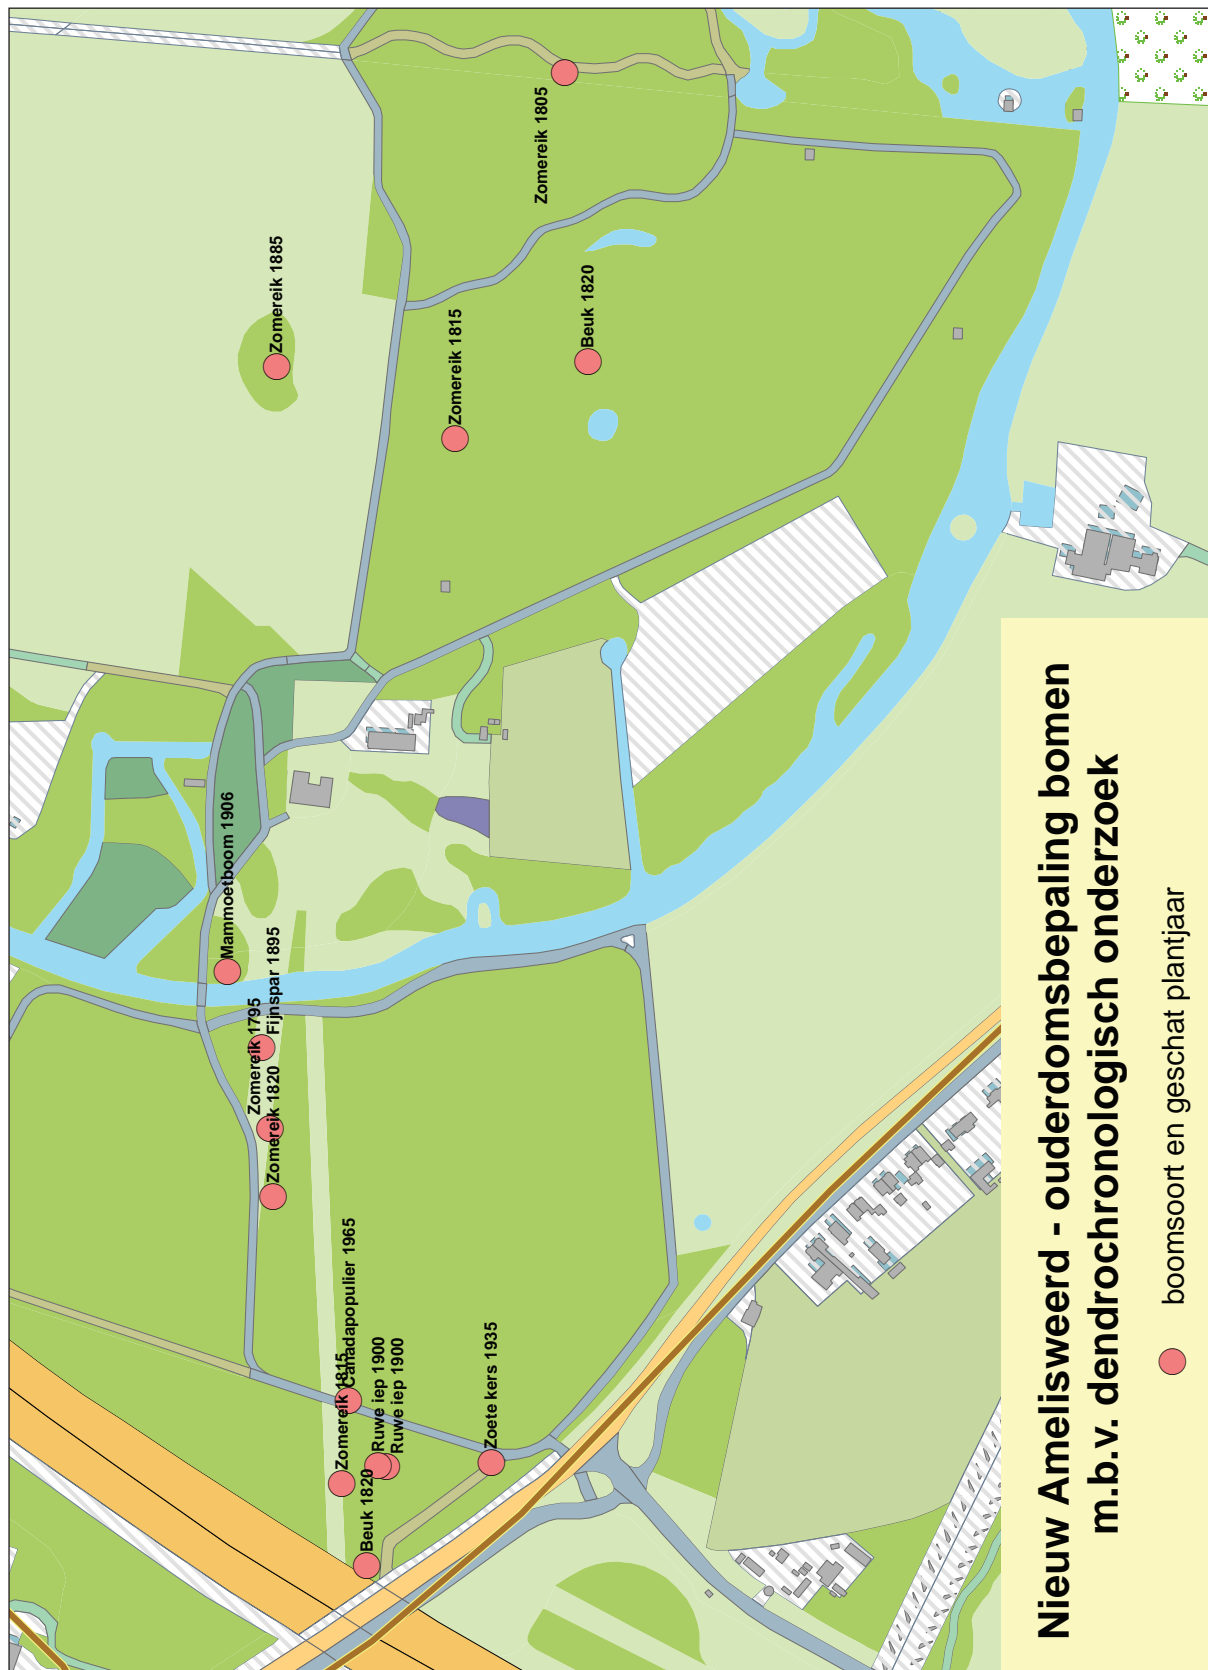 Zomereik 1805
Zomereik 1885
Zomereik 1815
Beuk 1820
Mammoetboom 1906
Fijnspar 1895
Zomereik 1795
Zomereik 1820
Canadapopulier 1965
Zomereik 1815
Ruwe iep 1900
Ruwe iep 1900
Zoete kers 1935
Beuk 1820
Nieuw Amelisweerd - ouderdomsbepaling bomen
m.b.v. dendrochronologisch onderzoek
boomsoort en geschat plantjaar